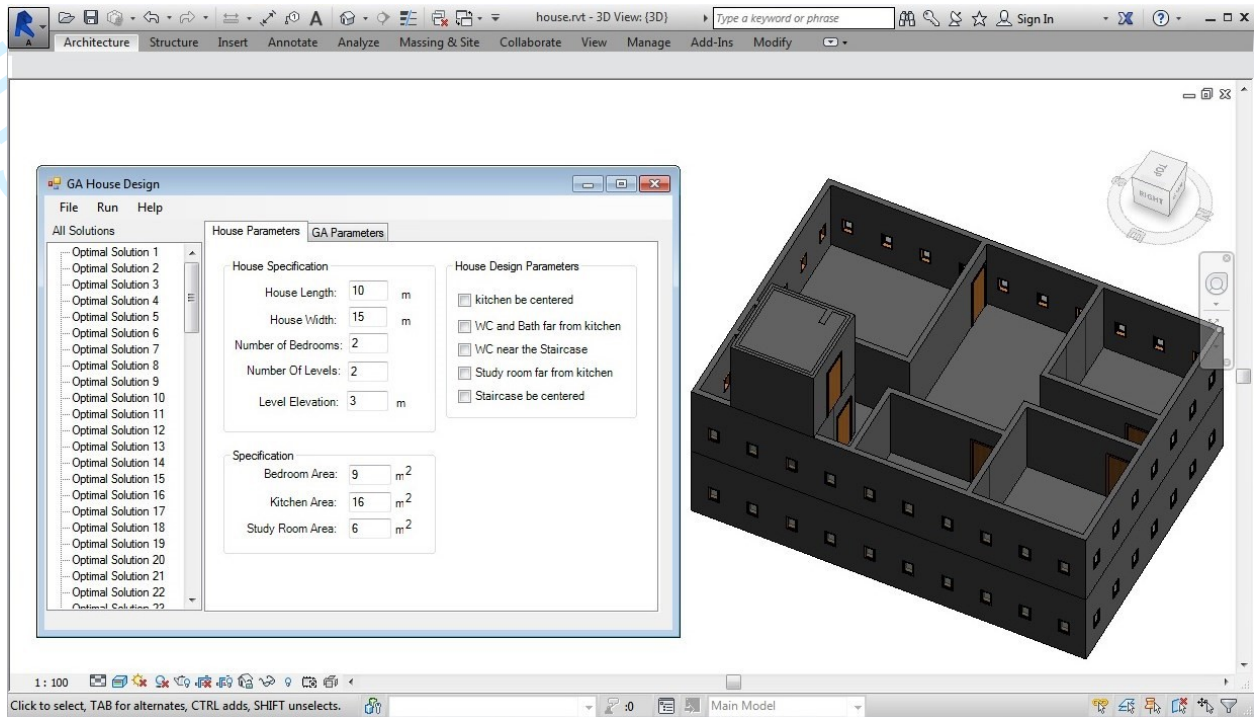 house.rvt - 3D View: {3D}
Type a keyword or phrase
Sign In
Architecture Structure Insert Annotate Analyze Massing & Site Collaborate View Manage Add-Ins Modify
GA House Design
File Run Help
All Solutions
Optimal Solution 1
Optimal Solution 2
Optimal Solution 3
Optimal Solution 4
Optimal Solution 5
Optimal Solution 6
Optimal Solution 7
Optimal Solution 8
Optimal Solution 9
Optimal Solution 10
Optimal Solution 11
Optimal Solution 12
Optimal Solution 13
Optimal Solution 14
Optimal Solution 15
Optimal Solution 16
Optimal Solution 17
Optimal Solution 18
Optimal Solution 19
Optimal Solution 20
Optimal Solution 21
Optimal Solution 22
Optimal Solution 23
House Parameters GA Parameters
House Specification
House Length: 10 m
House Width: 15 m
Number of Bedrooms: 2
Number Of Levels: 2
Level Elevation: 3 m
Specification
Bedroom Area: 9 m2
Kitchen Area: 16 m2
Study Room Area: 6 m2
House Design Parameters
kitchen be centered
WC and Bath far from kitchen
WC near the Staircase
Study room far from kitchen
Staircase be centered
TOP
RIGHT
1 : 100
Click to select, TAB for alternates, CTRL adds, SHIFT unselects.
:0
Main Model